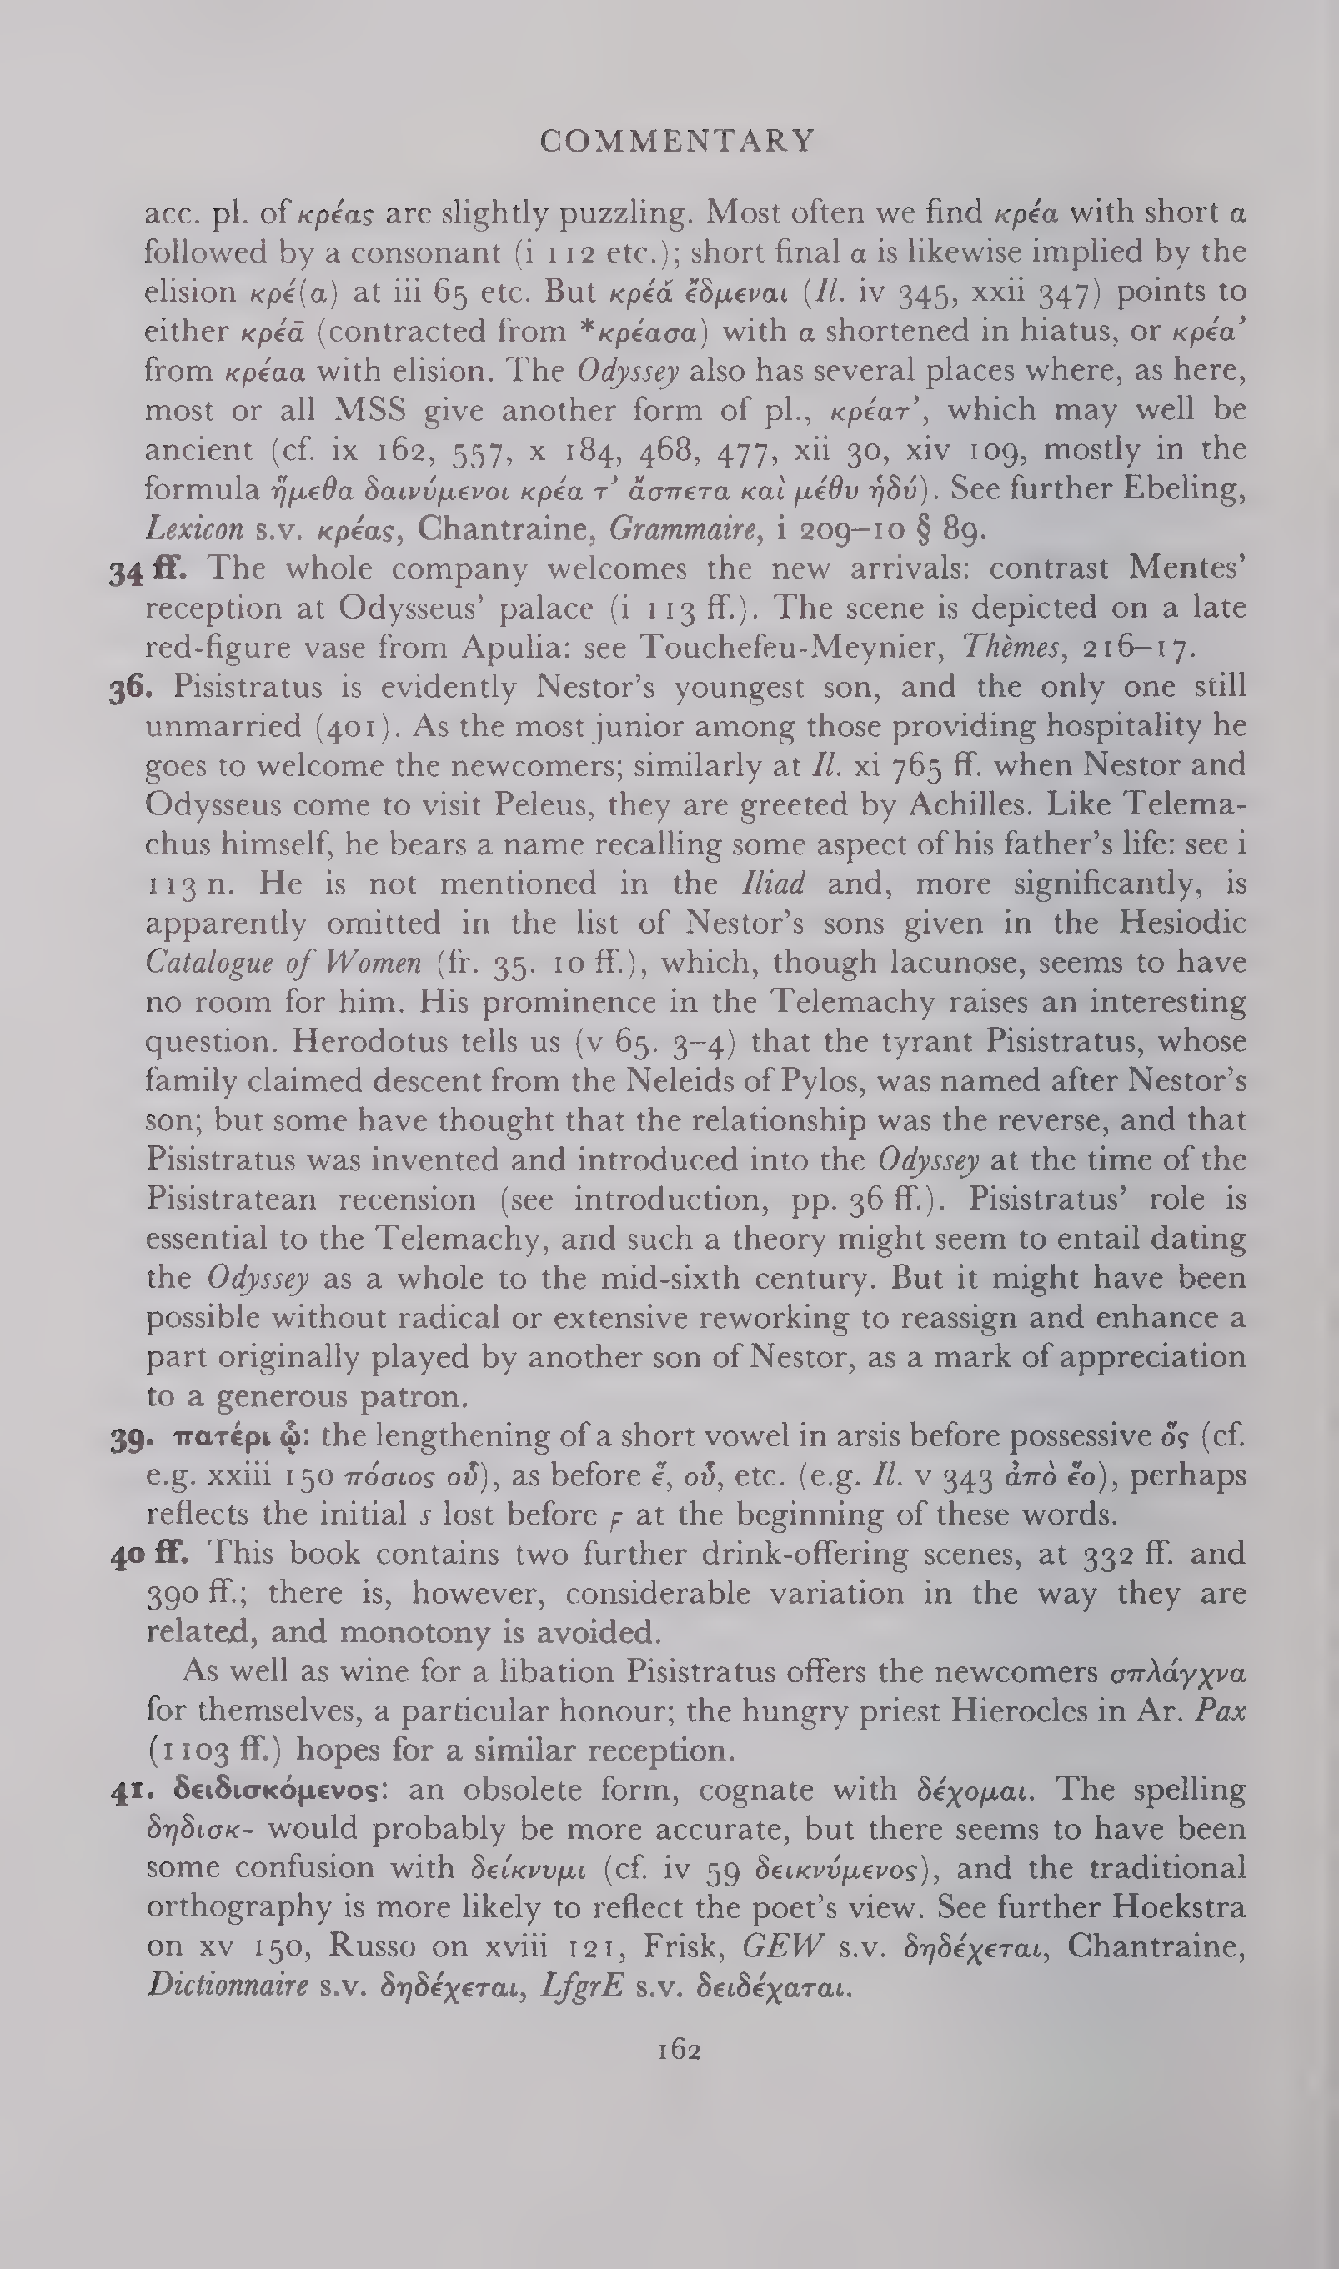 COMMENTARY
acc. pl. of κρέας are slightly puzzling. Most often we find κρέα with short α
followed by a consonant (i 112 etc.); short final α is likewise implied by the
elision κρέ(α) at iii 65 etc. But κρέᾰ ἔδμεναι (Il. iv 345, xxii 347) points to
either κρέᾱ (contracted from *κρέασα) with α shortened in hiatus, or κρέα’
from κρέαα with elision. The Odyssey also has several places where, as here,
most or all MSS give another form of pl., κρέατ’, which may well be
ancient (cf. ix 162, 557, x 184, 468, 477, xii 30, xiv 109, mostly in the
formula ἥμεθα δαινύμενοι κρέα τ’ ἄσπετα καὶ μέθυ ἡδύ). See further Ebeling,
Lexicon s.v. κρέας, Chantraine, Grammaire, i 209–10 § 89.
34 ff. The whole company welcomes the new arrivals: contrast Mentes’
reception at Odysseus’ palace (i 113 ff.). The scene is depicted on a late
red-figure vase from Apulia: see Touchefeu-Meynier, Thèmes, 216–17.
36. Pisistratus is evidently Nestor’s youngest son, and the only one still
unmarried (401). As the most junior among those providing hospitality he
goes to welcome the newcomers; similarly at Il. xi 765 ff. when Nestor and
Odysseus come to visit Peleus, they are greeted by Achilles. Like Telema-
chus himself, he bears a name recalling some aspect of his father’s life: see i
113 n. He is not mentioned in the Iliad and, more significantly, is
apparently omitted in the list of Nestor’s sons given in the Hesiodic
Catalogue of Women (fr. 35. 10 ff.), which, though lacunose, seems to have
no room for him. His prominence in the Telemachy raises an interesting
question. Herodotus tells us (v 65. 3–4) that the tyrant Pisistratus, whose
family claimed descent from the Neleids of Pylos, was named after Nestor’s
son; but some have thought that the relationship was the reverse, and that
Pisistratus was invented and introduced into the Odyssey at the time of the
Pisistratean recension (see introduction, pp. 36 ff.). Pisistratus’ role is
essential to the Telemachy, and such a theory might seem to entail dating
the Odyssey as a whole to the mid-sixth century. But it might have been
possible without radical or extensive reworking to reassign and enhance a
part originally played by another son of Nestor, as a mark of appreciation
to a generous patron.
39. πατέρι ᾧ: the lengthening of a short vowel in arsis before possessive ὅς (cf.
e.g. xxiii 150 πόσιος οὗ), as before ἕ, οὗ, etc. (e.g. Il. v 343 ἀπὸ ἕο), perhaps
reflects the initial s lost before ϝ at the beginning of these words.
40 ff. This book contains two further drink-offering scenes, at 332 ff. and
390 ff.; there is, however, considerable variation in the way they are
related, and monotony is avoided.
As well as wine for a libation Pisistratus offers the newcomers σπλάγχνα
for themselves, a particular honour; the hungry priest Hierocles in Ar. Pax
(1103 ff.) hopes for a similar reception.
41. δειδισκόμενος: an obsolete form, cognate with δέχομαι. The spelling
δηδισκ- would probably be more accurate, but there seems to have been
some confusion with δείκνυμι (cf. iv 59 δεικνύμενος), and the traditional
orthography is more likely to reflect the poet’s view. See further Hoekstra
on xv 150, Russo on xviii 121, Frisk, GEW s.v. δηδέχεται, Chantraine,
Dictionnaire s.v. δηδέχεται, LfgrE s.v. δειδέχαται.
162